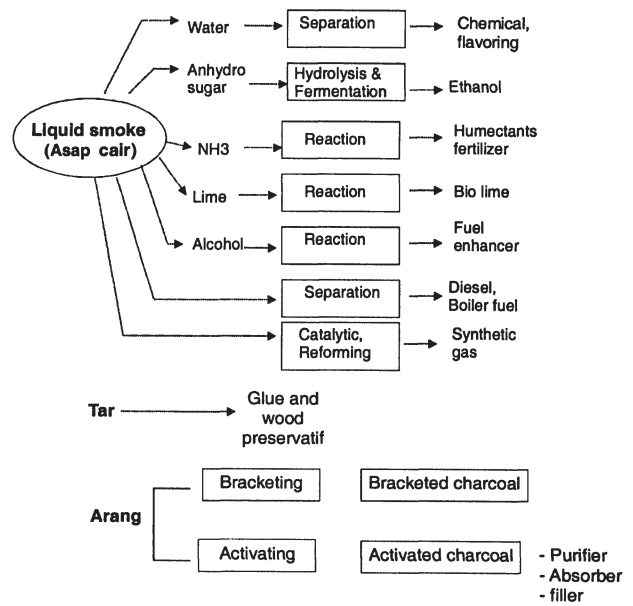 Water
Separation
Chemical,
flavoring
Anhydro
sugar
Hydrolysis &
Fermentation
Ethanol
Liquid smoke
(Asap cair)
NH3
Reaction
Humectants
fertilizer
Lime
Reaction
Bio lime
Alcohol
Reaction
Fuel
enhancer
Separation
Diesel,
Boiler fuel
Catalytic,
Reforming
Synthetic
gas
Tar
Glue and
wood
preservatif
Arang
Bracketing
Bracketed charcoal
Activating
Activated charcoal
- Purifier
- Absorber
- filler